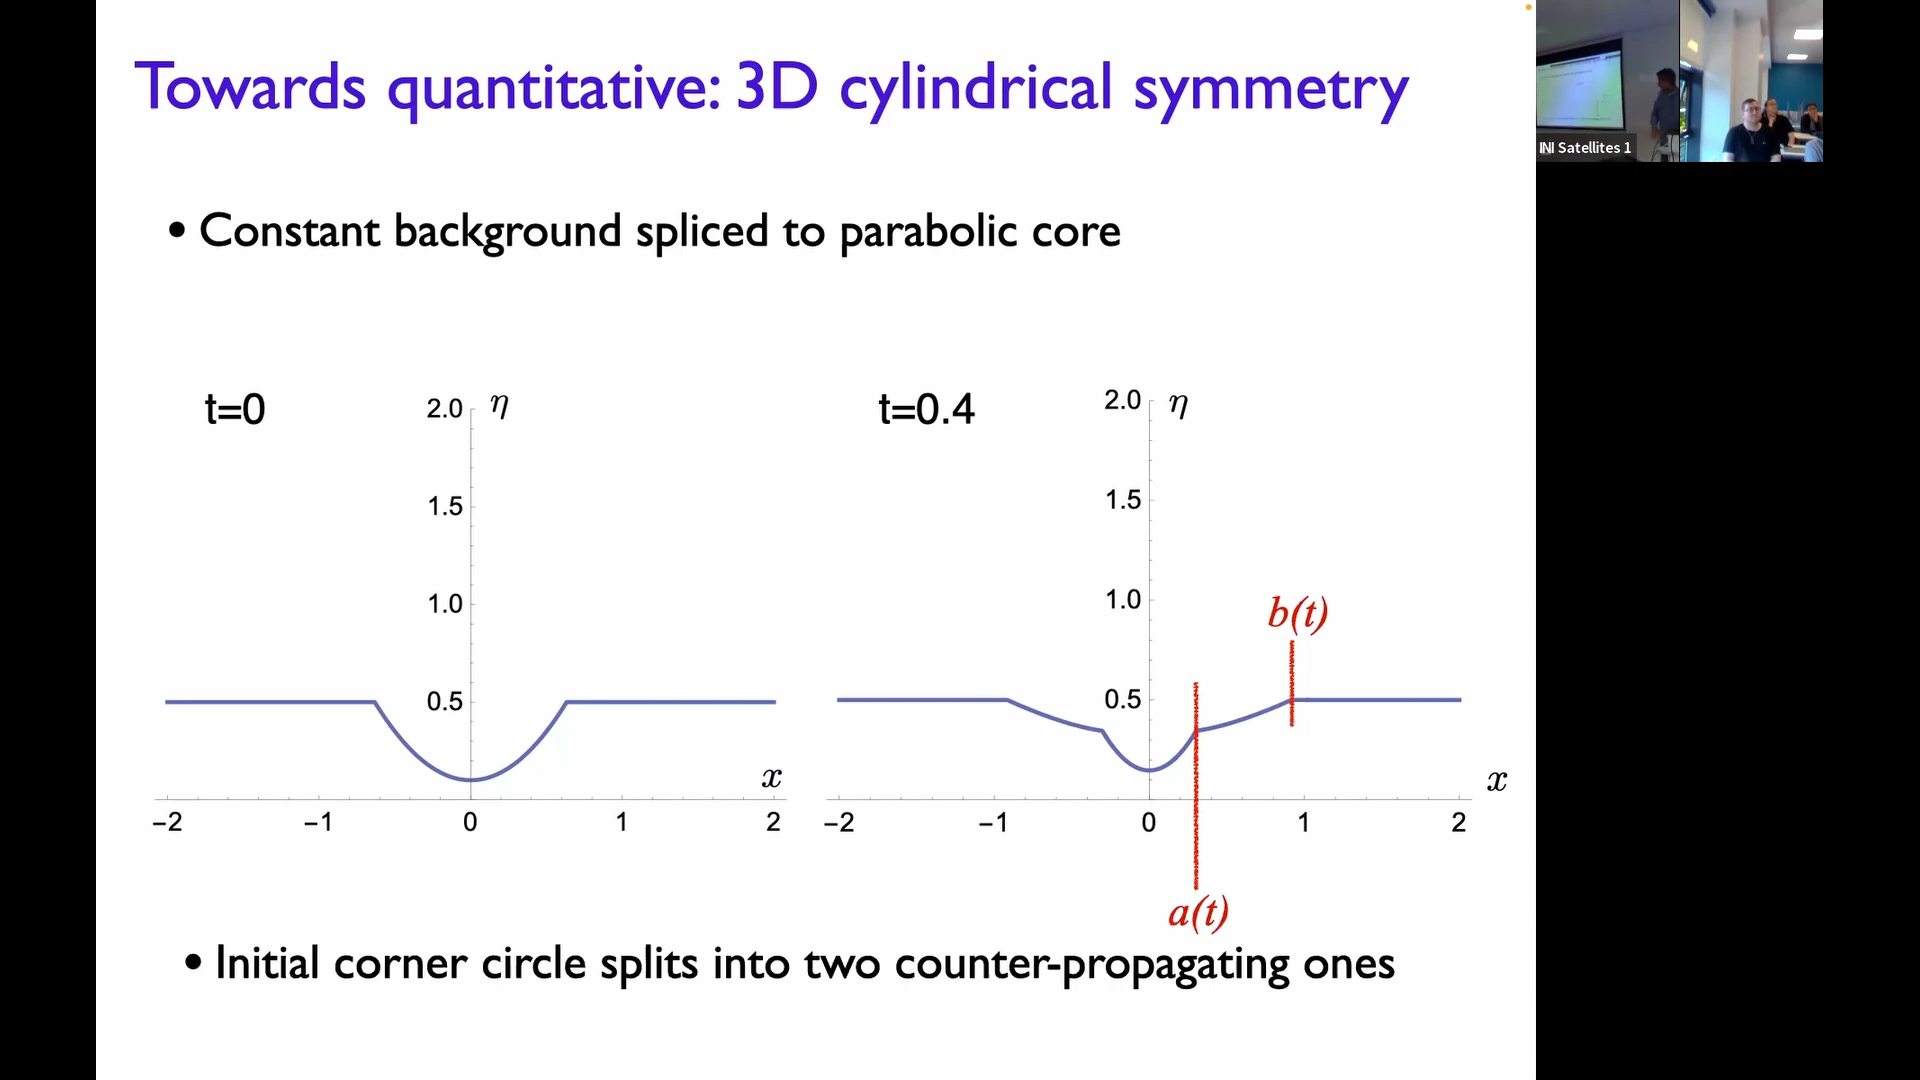 Towards quantitative: 3D cylindrical symmetry
INI Satellites 1
• Constant background spliced to parabolic core
t=0
2.0 η
1.5
1.0
0.5
x
−2 −1 0 1 2
t=0.4
2.0 η
1.5
1.0
b(t)
0.5
x
−2 −1 0 1 2
a(t)
• Initial corner circle splits into two counter-propagating ones